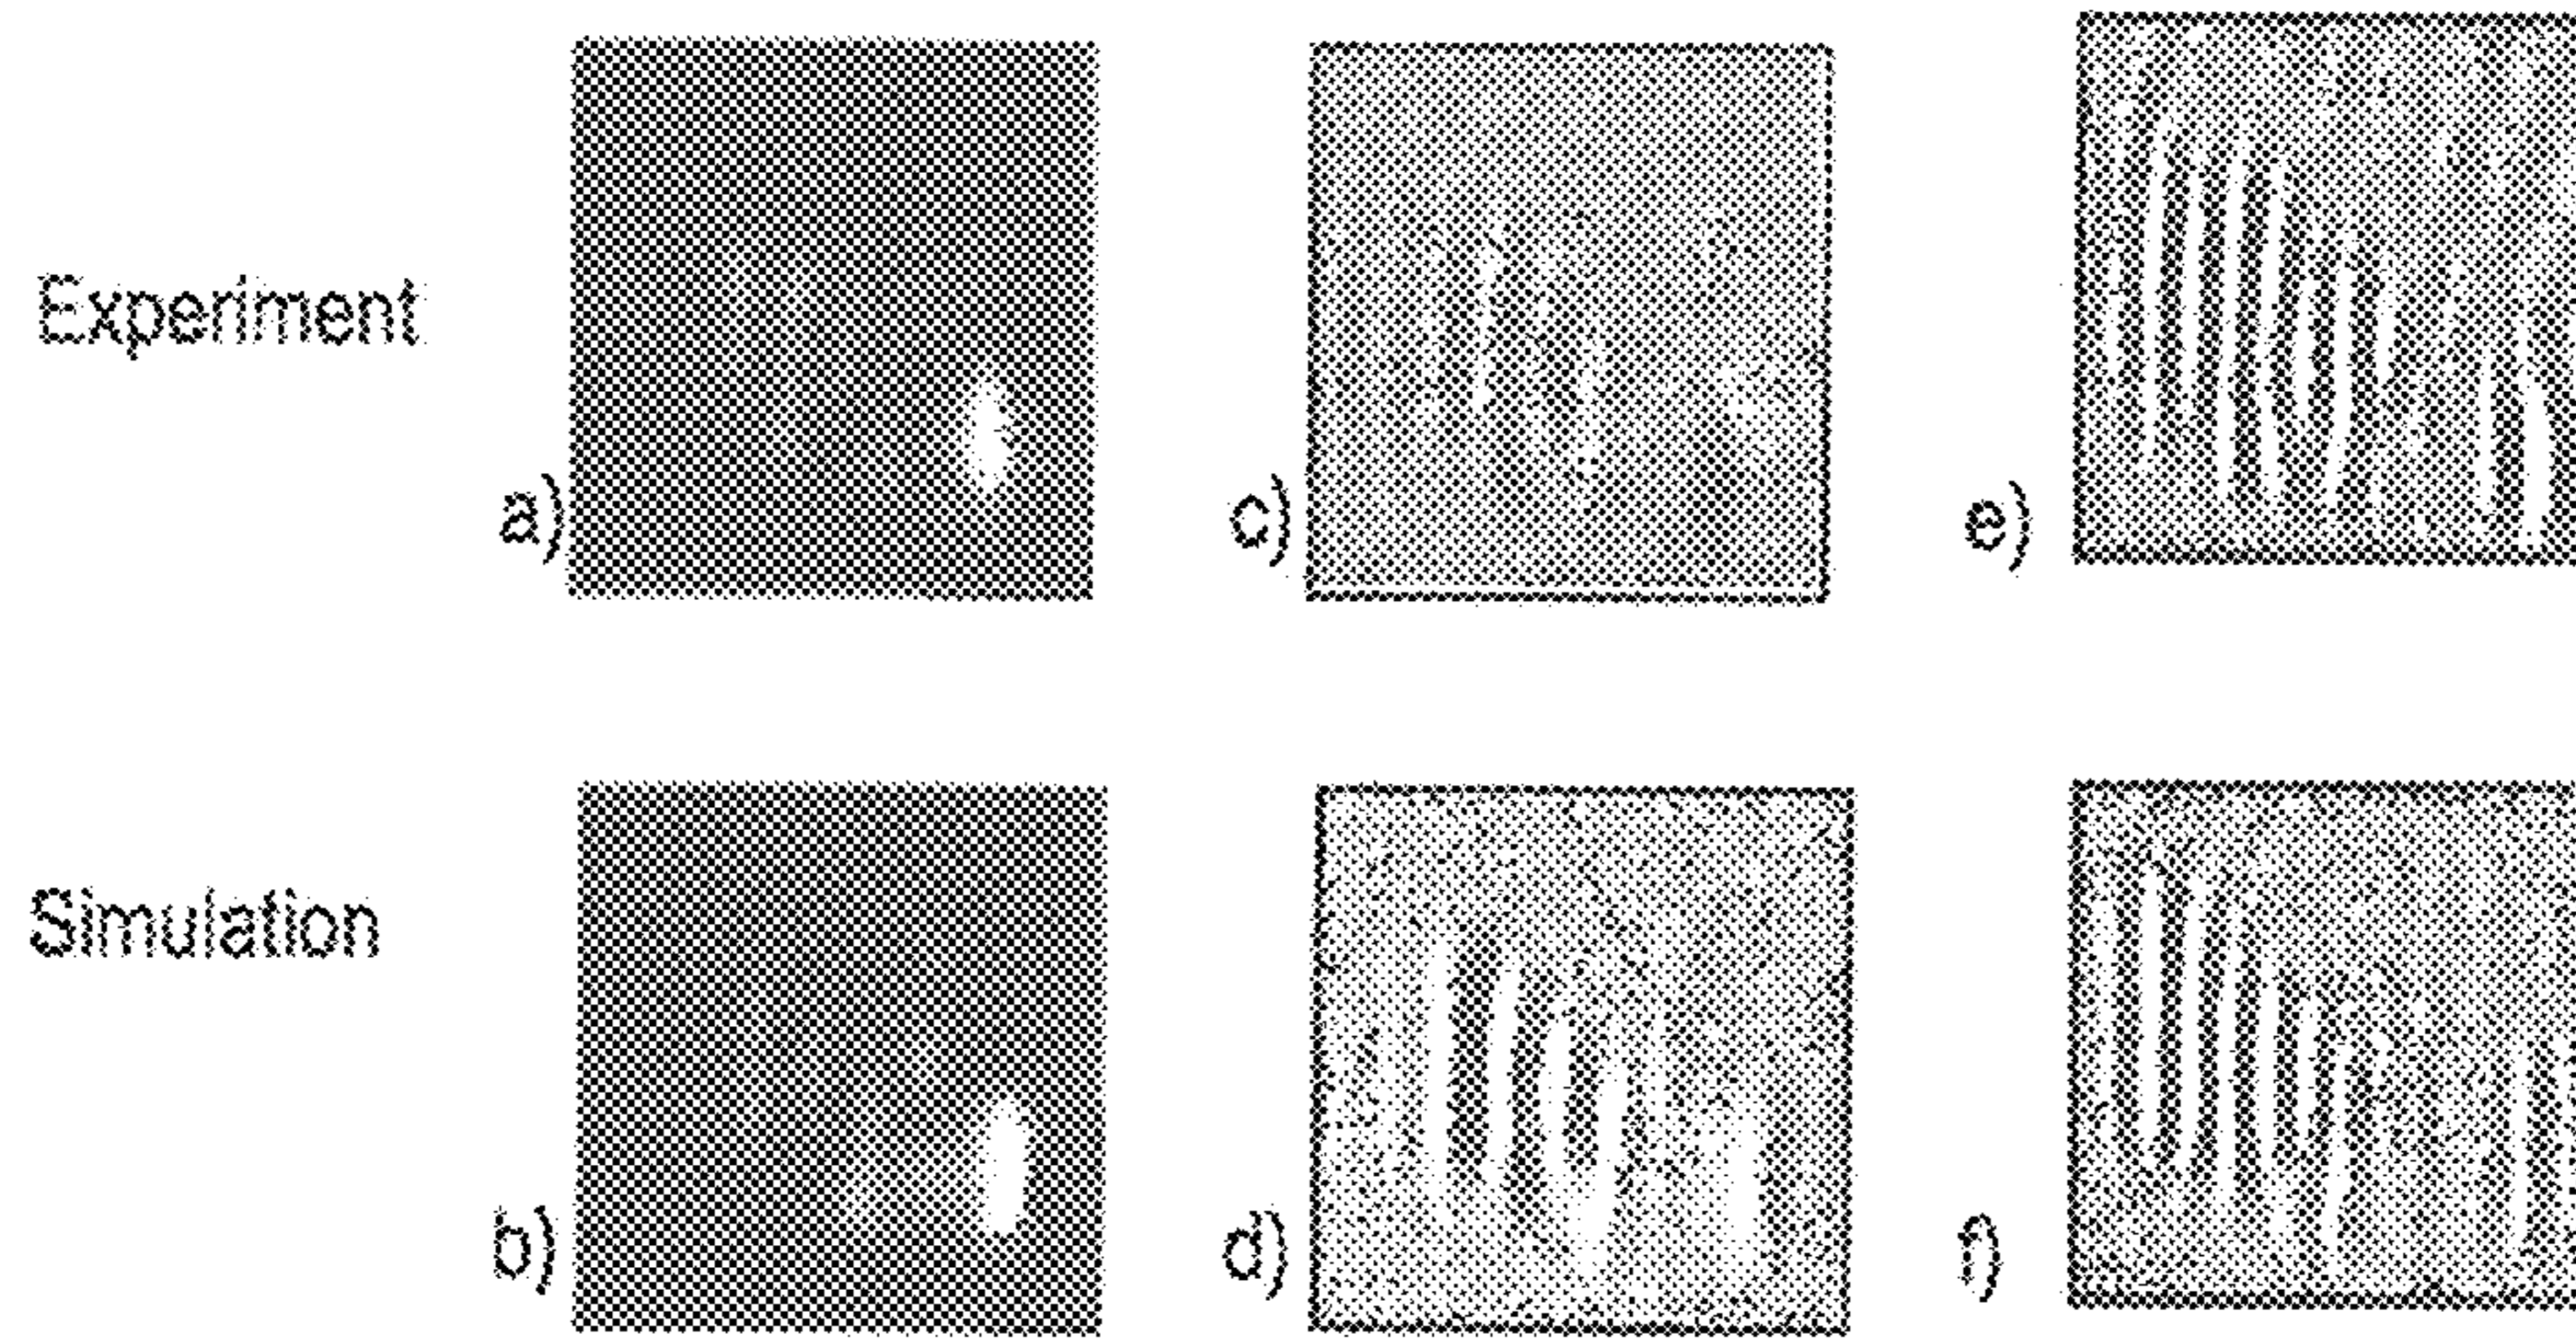 Experiment
a)
c)
e)
Simulation
b)
d)
f)